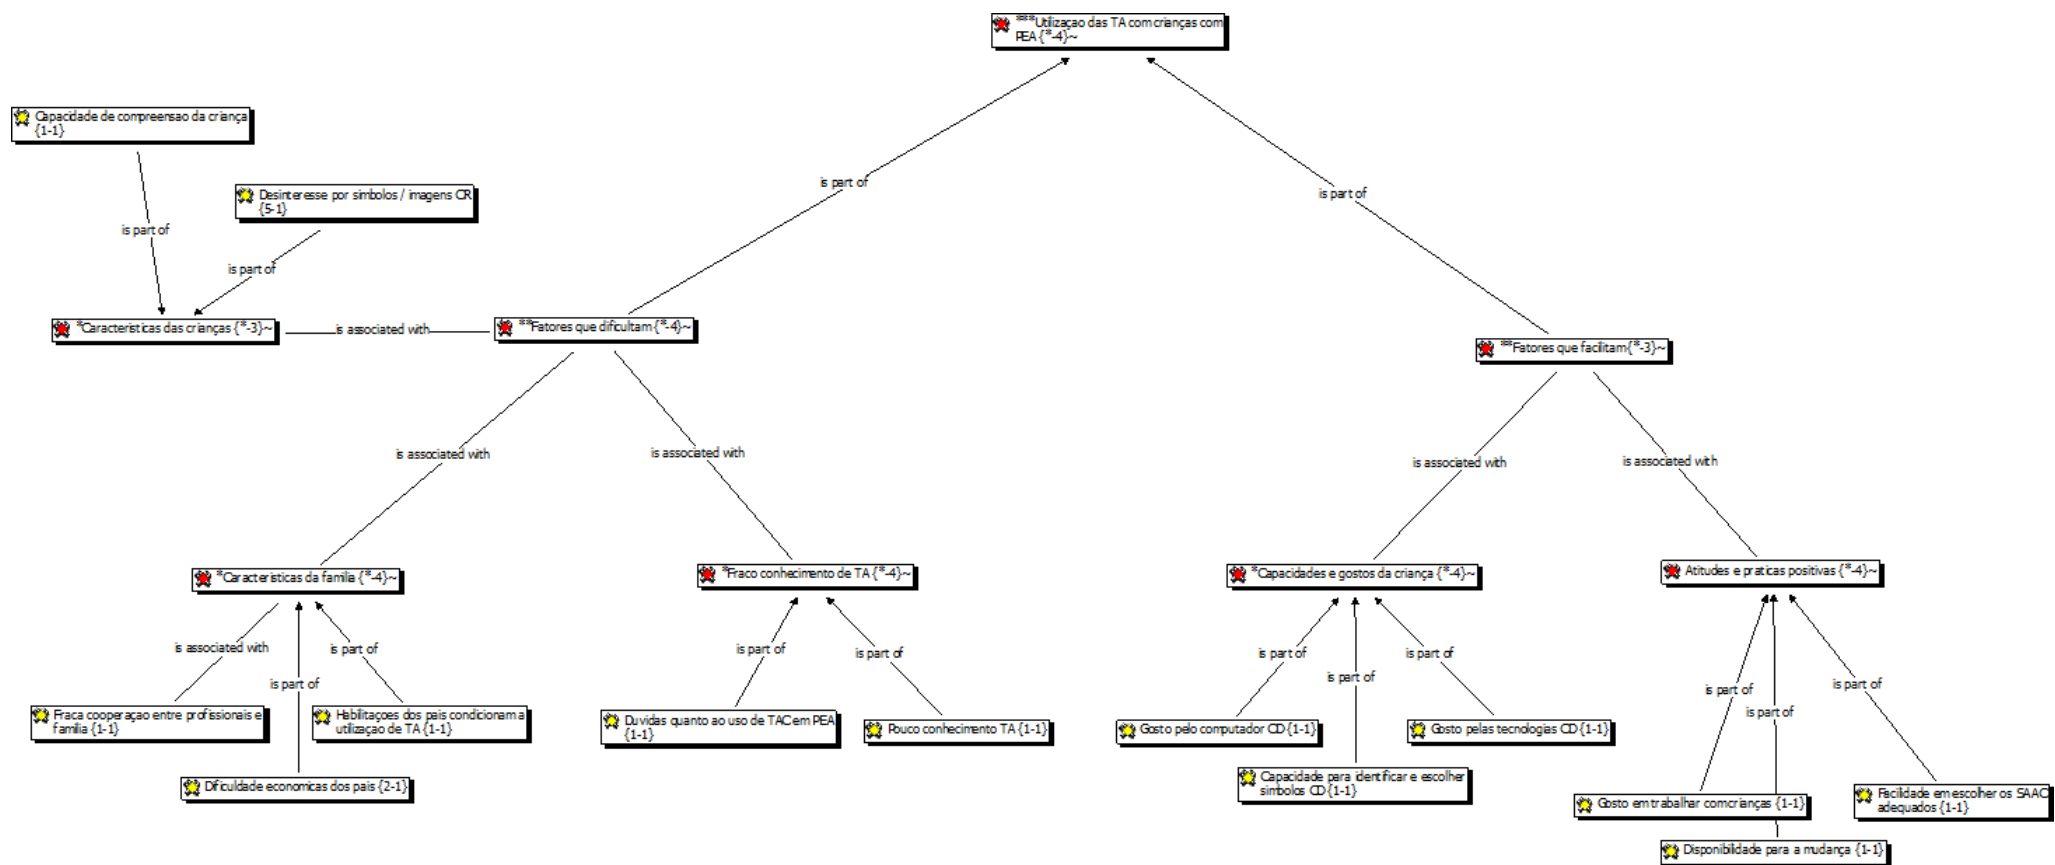 ***Utilizaçao das TA com crianças com
PEA {*-4}~
Capacidade de compreensao da criança
{1-1}
Desinteresse por simbolos / imagens CR
{5-1}
is part of
is part of
is part of
is part of
*Caracteristicas das crianças {*-3}~
is associated with
**Fatores que dificultam {*-4}~
**Fatores que facilitam {*-3}~
is associated with
is associated with
is associated with
is associated with
*Caracteristicas da familia {*-4}~
*Fraco conhecimento de TA {*-4}~
*Capacidades e gostos da criança {*-4}~
Atitudes e praticas positivas {*-4}~
is associated with
is part of
is part of
is part of
is part of
is part of
is part of
is part of
is part of
is part of
is part of
Fraca cooperaçao entre profissionais e
familia {1-1}
Habilitaçoes dos pais condicionam a
utilizaçao de TA {1-1}
Duvidas quanto ao uso de TAC em PEA
{1-1}
Pouco conhecimento TA {1-1}
Gosto pelo computador CD {1-1}
Gosto pelas tecnologias CD {1-1}
Dificuldade economicas dos pais {2-1}
Capacidade para identificar e escolher
simbolos CD {1-1}
Gosto em trabalhar com crianças {1-1}
Facilidade em escolher os SAAC
adequados {1-1}
Disponibilidade para a mudança {1-1}